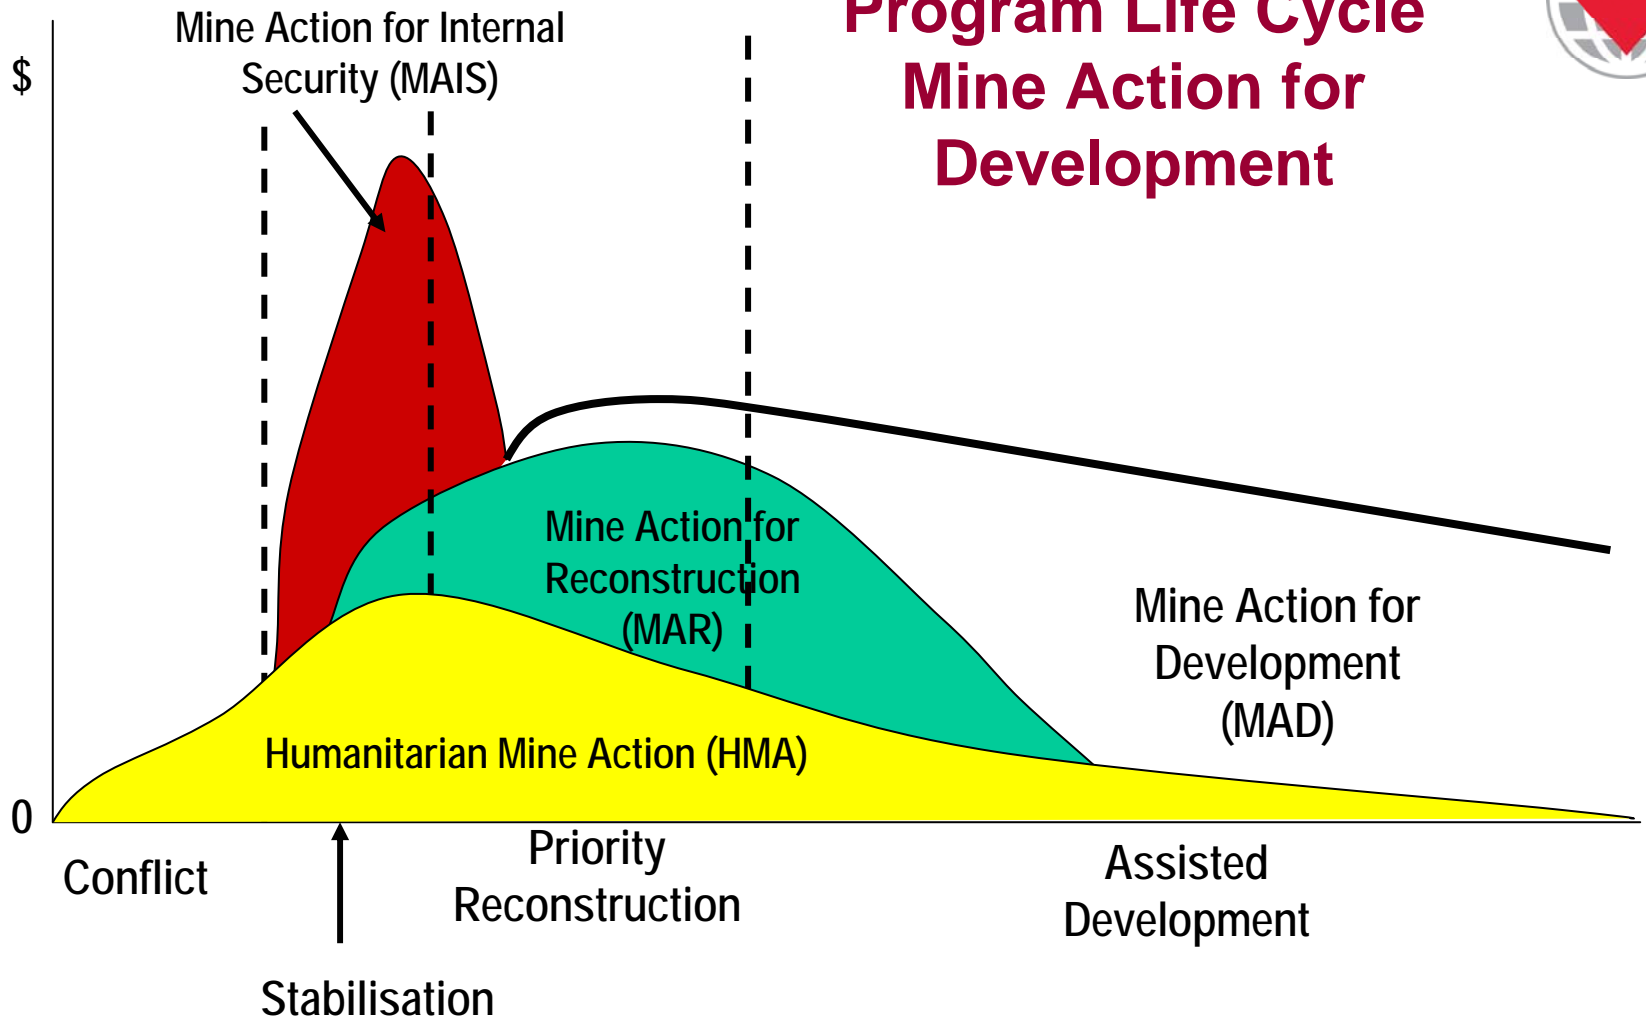 Program Life Cycle
Mine Action for
Development
Mine Action for Internal
Security (MAIS)
$
Mine Action for
Reconstruction
(MAR)
Mine Action for
Development
(MAD)
Humanitarian Mine Action (HMA)
0
Conflict
Priority
Reconstruction
Assisted
Development
Stabilisation